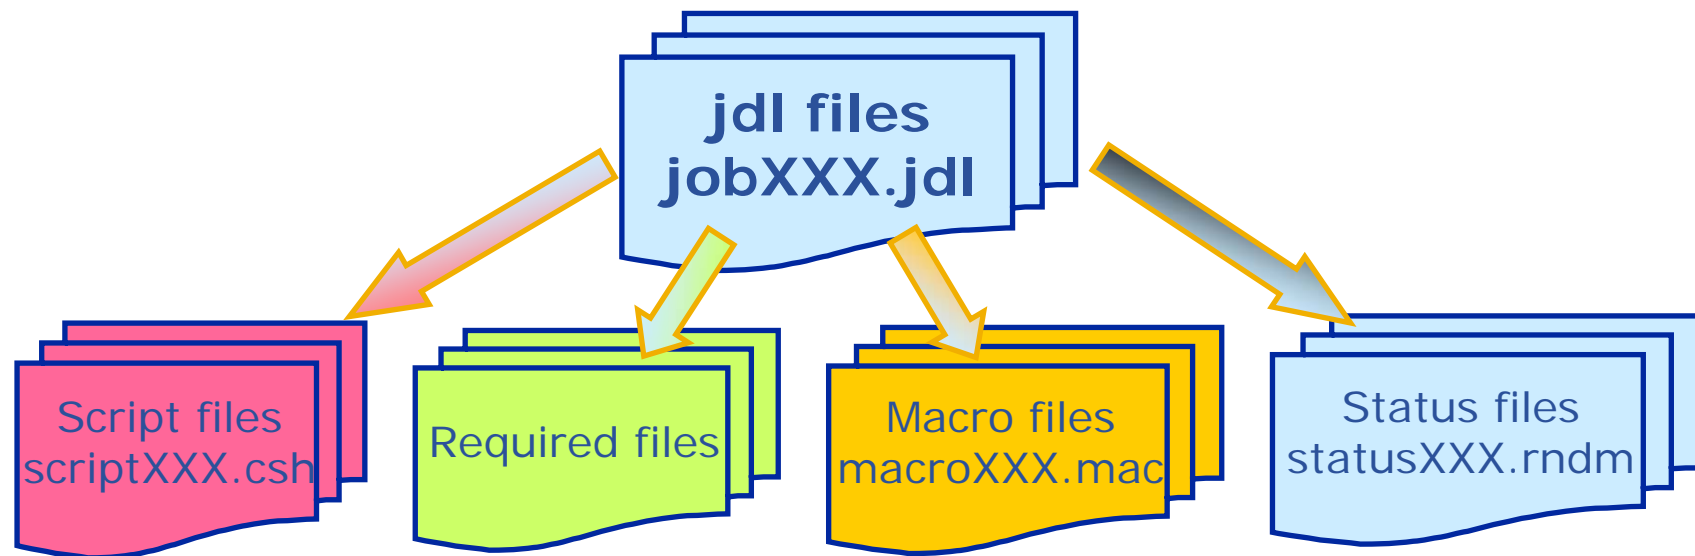 jdl files
jobXXX.jdl
Script files
scriptXXX.csh
Required files
Macro files
macroXXX.mac
Status files
statusXXX.rndm